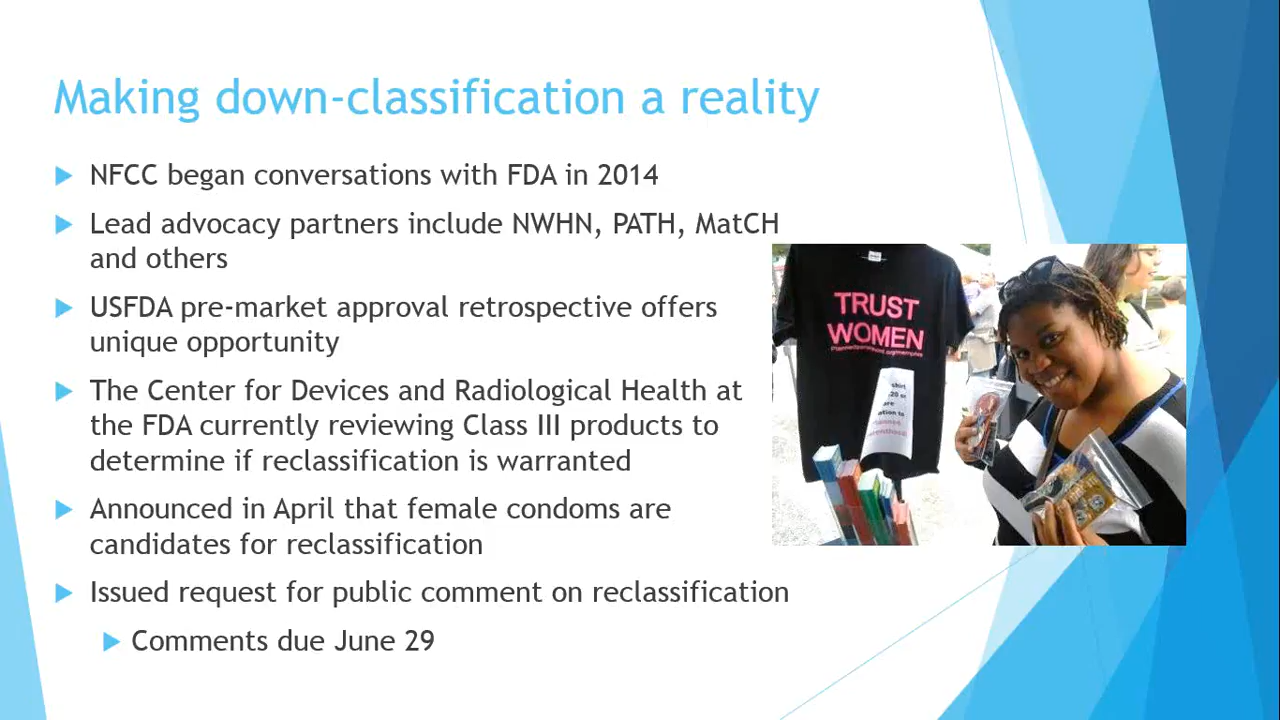 Making down-classification a reality
NFCC began conversations with FDA in 2014
Lead advocacy partners include NWHN, PATH, MatCH
and others
USFDA pre-market approval retrospective offers
unique opportunity
The Center for Devices and Radiological Health at
the FDA currently reviewing Class III products to
determine if reclassification is warranted
Announced in April that female condoms are
candidates for reclassification
Issued request for public comment on reclassification
Comments due June 29
TRUST
WOMEN